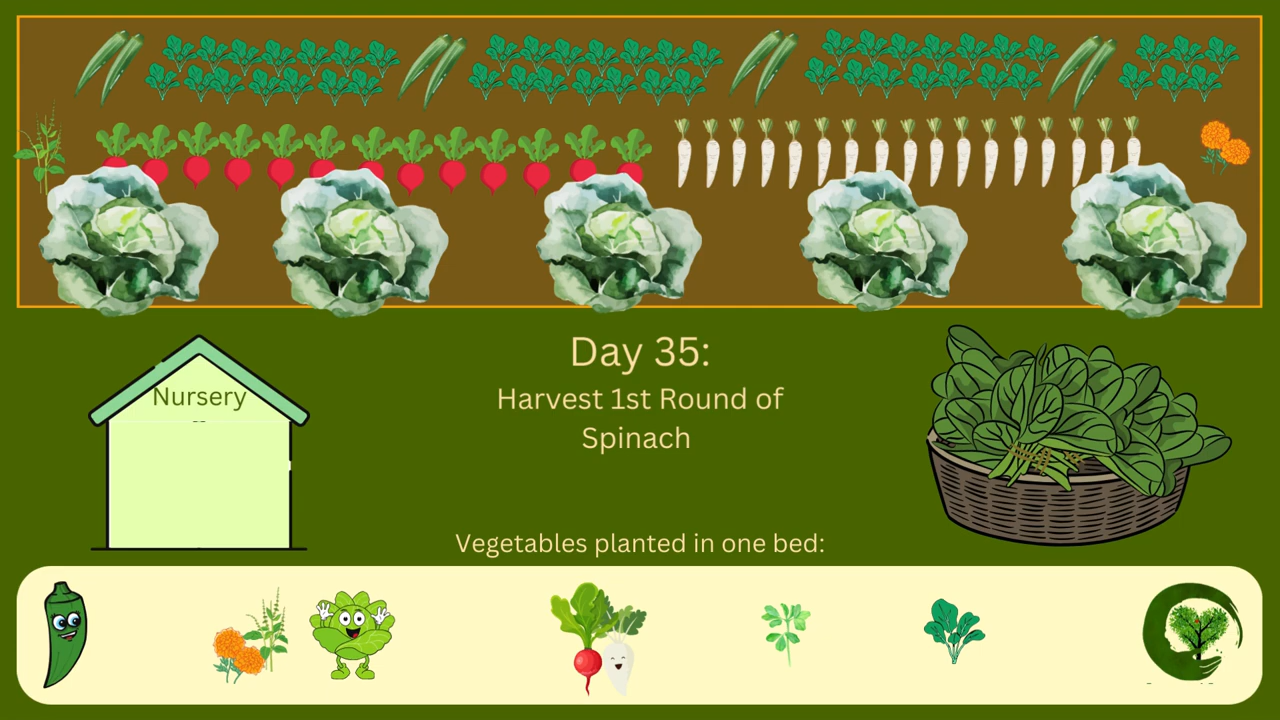 Nursery
Day 35:
Harvest 1st Round of
Spinach
Vegetables planted in one bed: